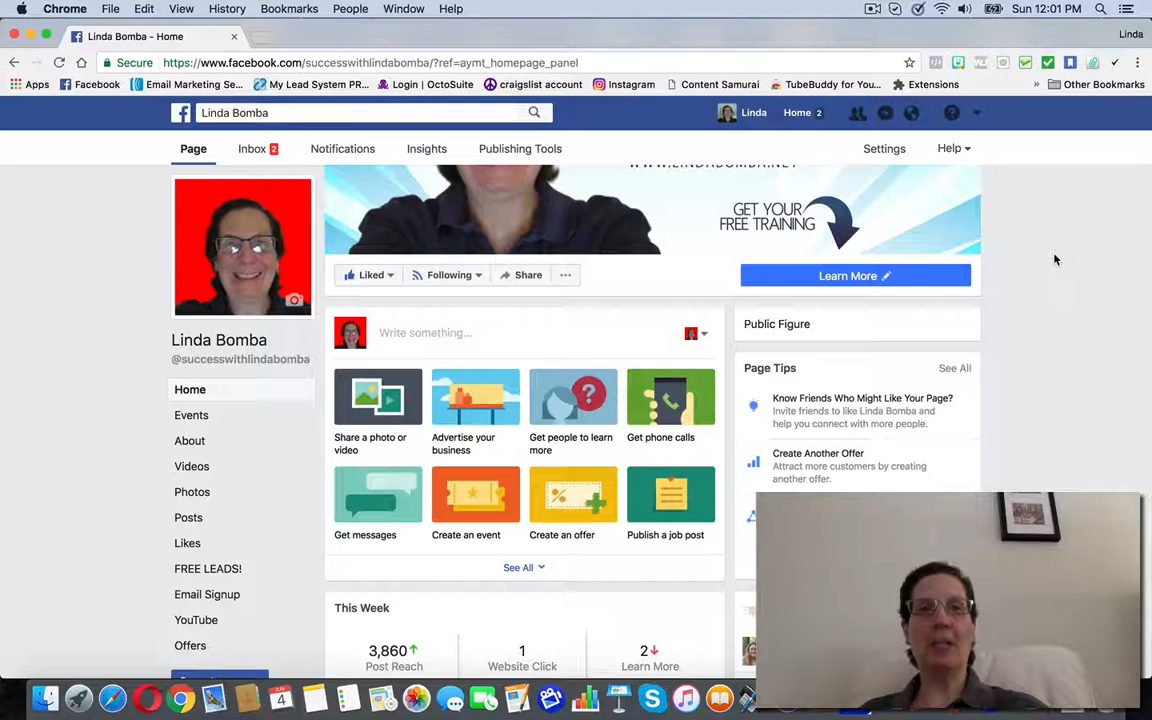 Chrome File Edit View History Bookmarks People Window Help Sun 12:01 PM
Linda Bomba - Home Linda
Secure https://www.facebook.com/successwithlindabomba/?ref=aymt_homepage_panel
Apps Facebook Email Marketing Se... My Lead System PR... Login | OctoSuite craigslist account Instagram Content Samurai TubeBuddy for You... Extensions » Other Bookmarks
Linda Bomba Linda Home 2
Page Inbox 2 Notifications Insights Publishing Tools Settings Help
WWW.LINDABOMBA.NET
GET YOUR
FREE TRAINING
Liked Following Share ... Learn More
Linda Bomba
@successwithlindabomba
Home
Events
About
Videos
Photos
Posts
Likes
FREE LEADS!
Email Signup
YouTube
Offers
Write something...
Share a photo or video
Advertise your business
Get people to learn more
Get phone calls
Get messages
Create an event
Create an offer
Publish a job post
See All
This Week
3,860 1 2
Post Reach Website Click Learn More
Public Figure
Page Tips See All
Know Friends Who Might Like Your Page?
Invite friends to like Linda Bomba and
help you connect with more people.
Create Another Offer
Attract more customers by creating
another offer.
4